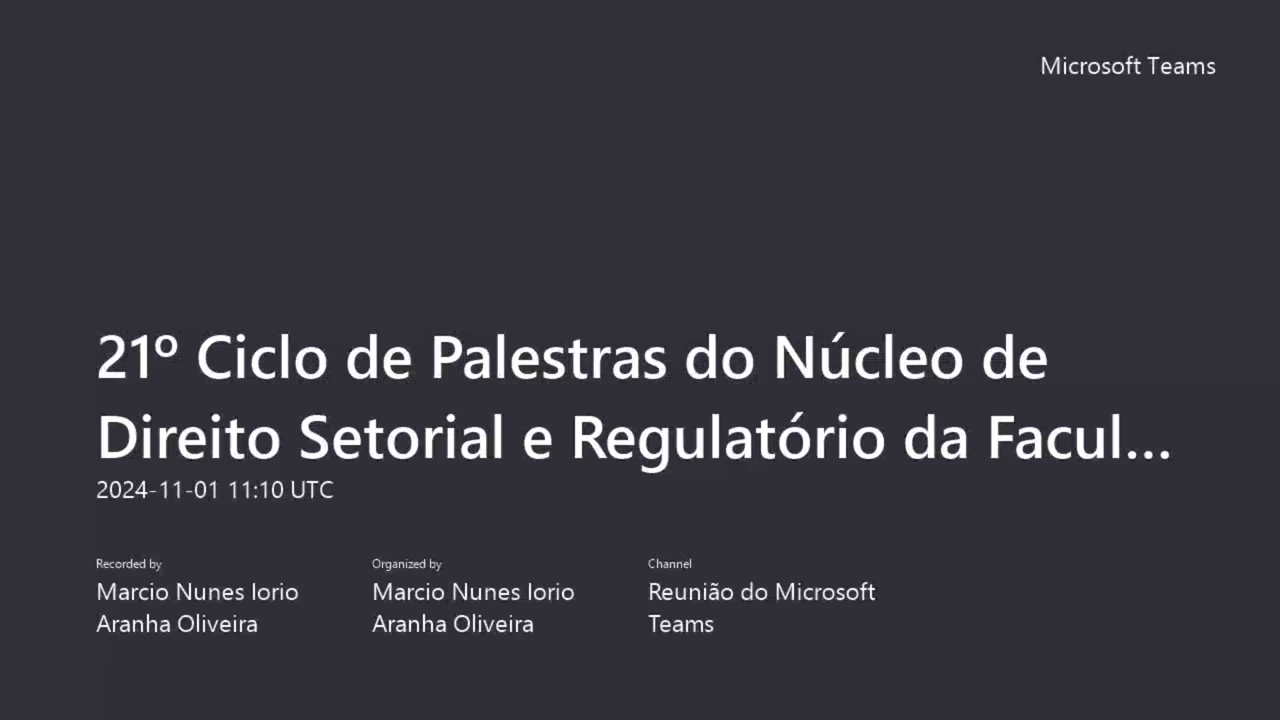 Microsoft Teams
21º Ciclo de Palestras do Núcleo de
Direito Setorial e Regulatório da Facul...
2024-11-01 11:10 UTC
Recorded by
Marcio Nunes Iorio
Aranha Oliveira
Organized by
Marcio Nunes Iorio
Aranha Oliveira
Channel
Reunião do Microsoft
Teams